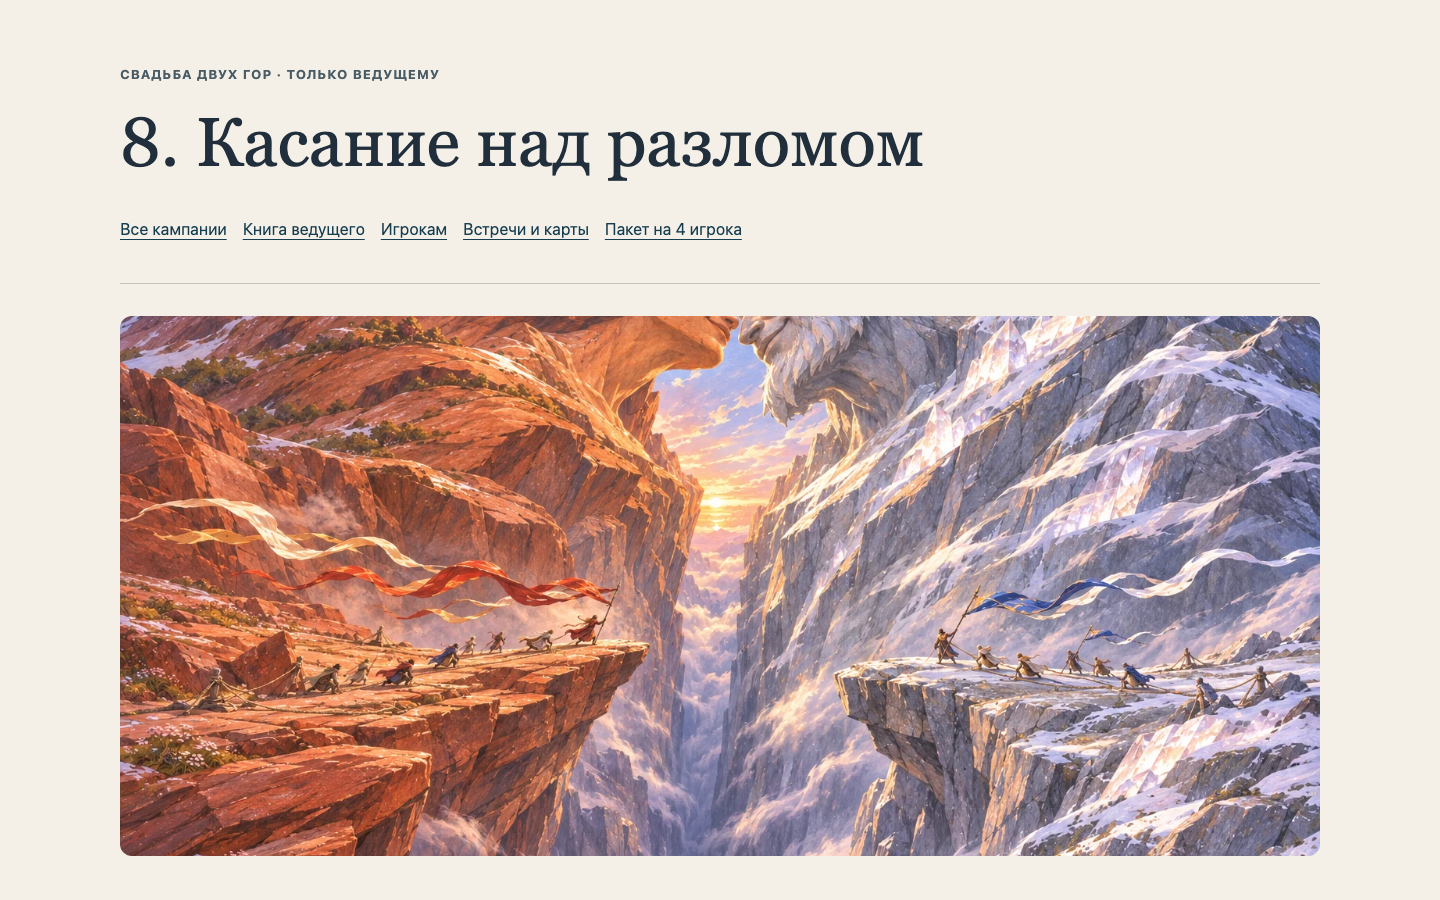 СВАДЬБА ДВУХ ГОР · ТОЛЬКО ВЕДУЩЕМУ
8. Касание над разломом
Все кампании Книга ведущего Игрокам Встречи и карты Пакет на 4 игрока